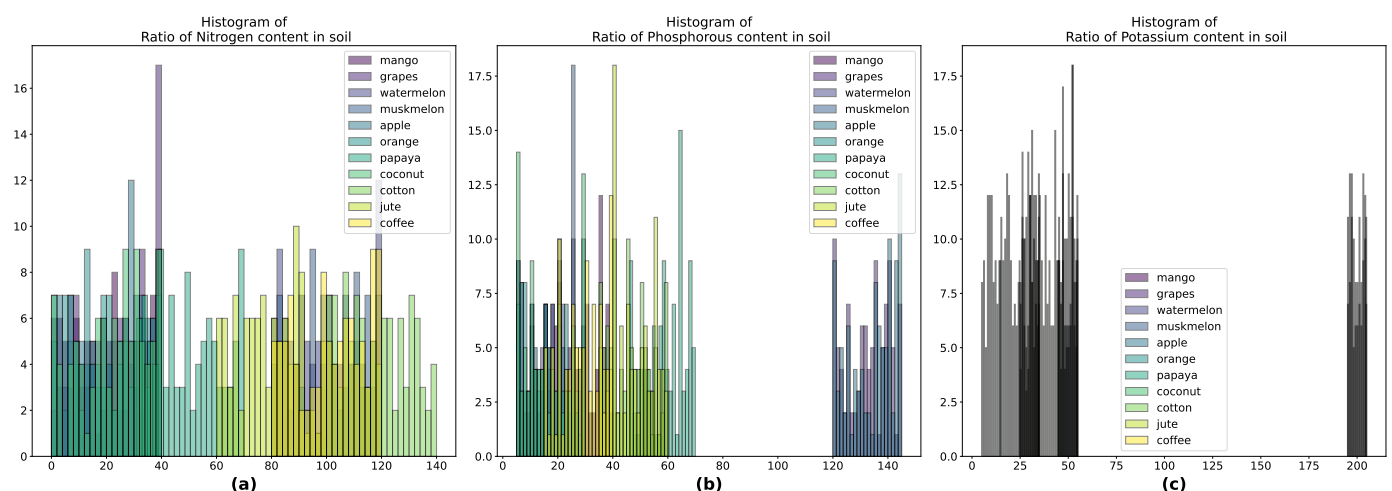 Histogram of
Ratio of Nitrogen content in soil
16
14
12
10
8
6
4
2
0
0 20 40 60 80 100 120 140
mango
grapes
watermelon
muskmelon
apple
orange
papaya
coconut
cotton
jute
coffee
(a)
Histogram of
Ratio of Phosphorous content in soil
17.5
15.0
12.5
10.0
7.5
5.0
2.5
0.0
0 20 40 60 80 100 120 140
mango
grapes
watermelon
muskmelon
apple
orange
papaya
coconut
cotton
jute
coffee
(b)
Histogram of
Ratio of Potassium content in soil
17.5
15.0
12.5
10.0
7.5
5.0
2.5
0.0
0 25 50 75 100 125 150 175 200
mango
grapes
watermelon
muskmelon
apple
orange
papaya
coconut
cotton
jute
coffee
(c)